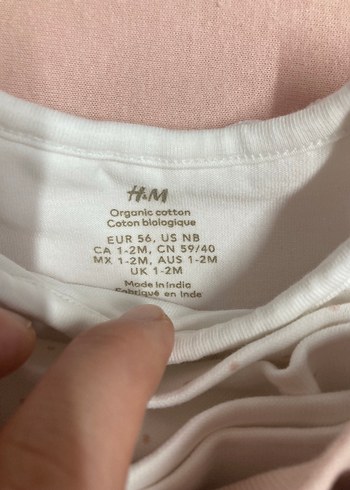 H&M
Organic cotton
Coton biologique
EUR 56, US NB
CA 1-2M, CN 59/40
MX 1-2M, AUS 1-2M
UK 1-2M
Made in India
Fabriqué en Inde